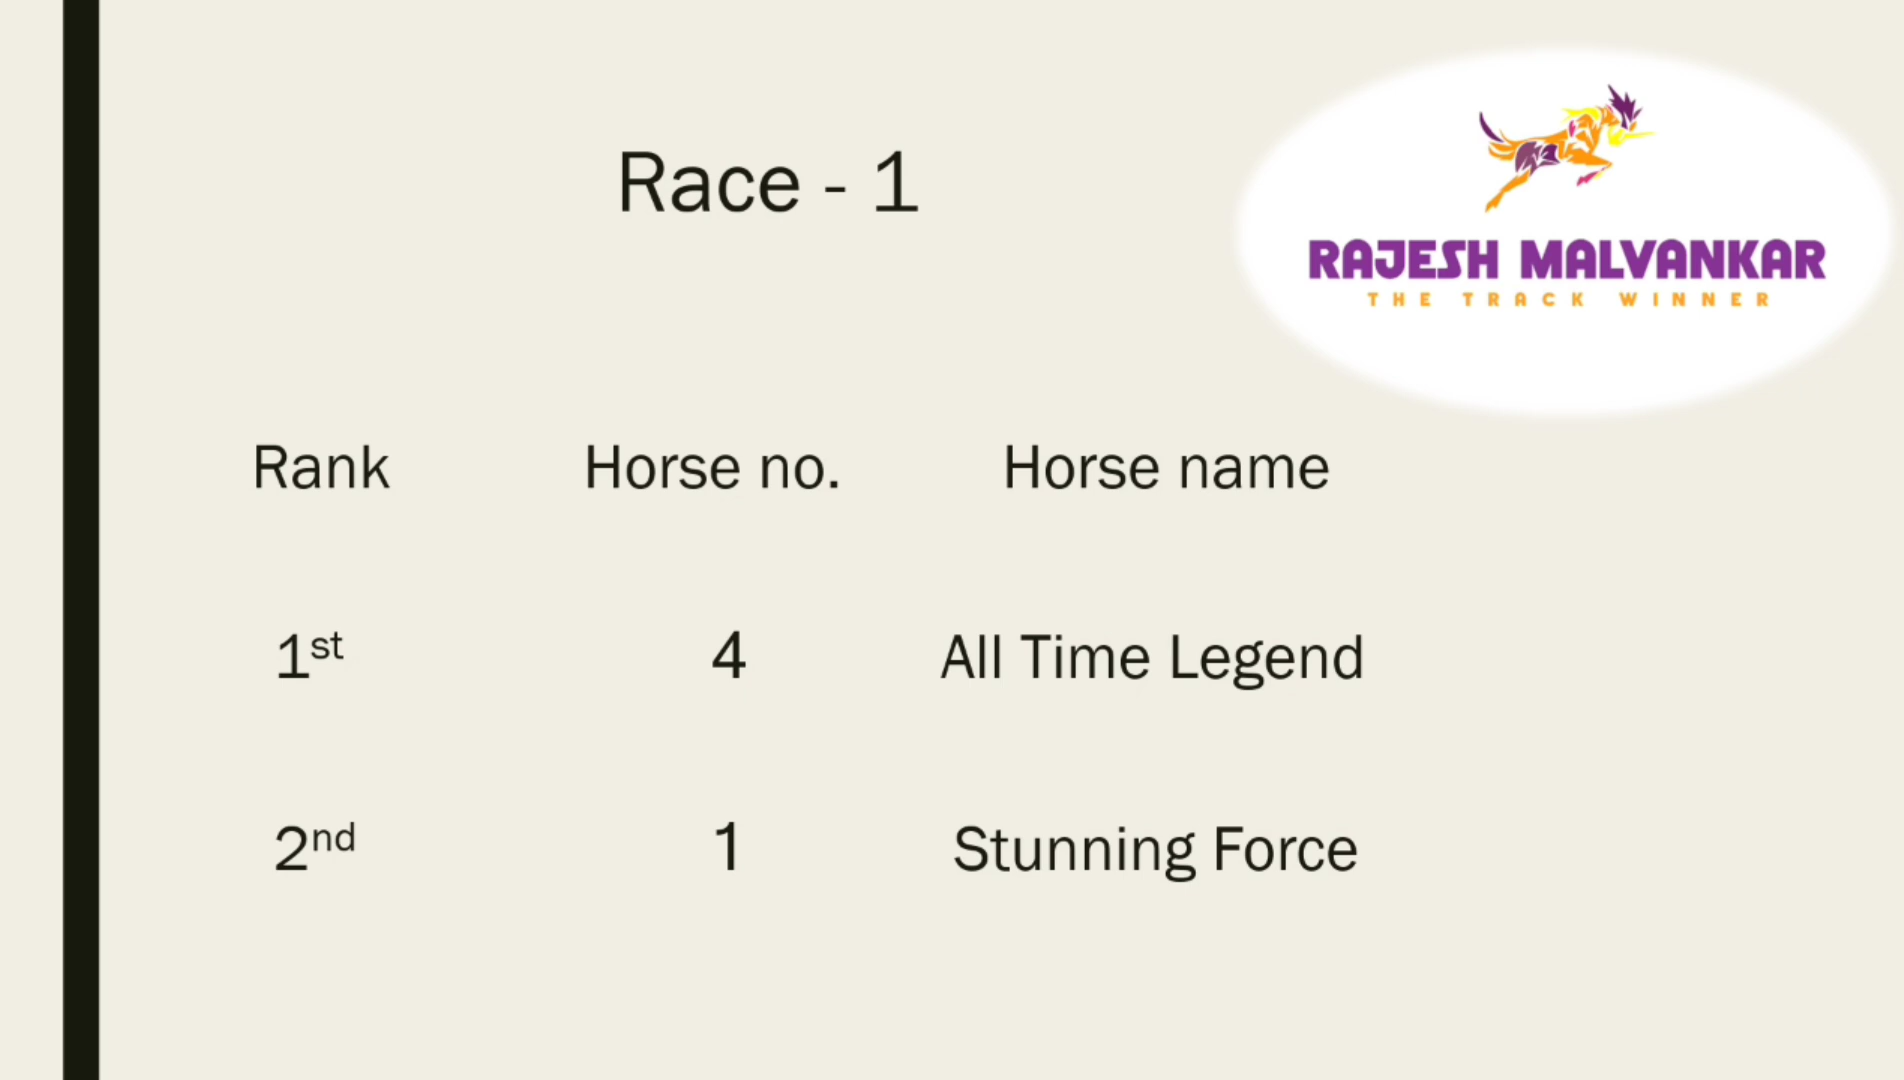 Race - 1
RAJESH MALVANKAR
THE TRACK WINNER
Rank Horse no. Horse name
1st 4 All Time Legend
2nd 1 Stunning Force